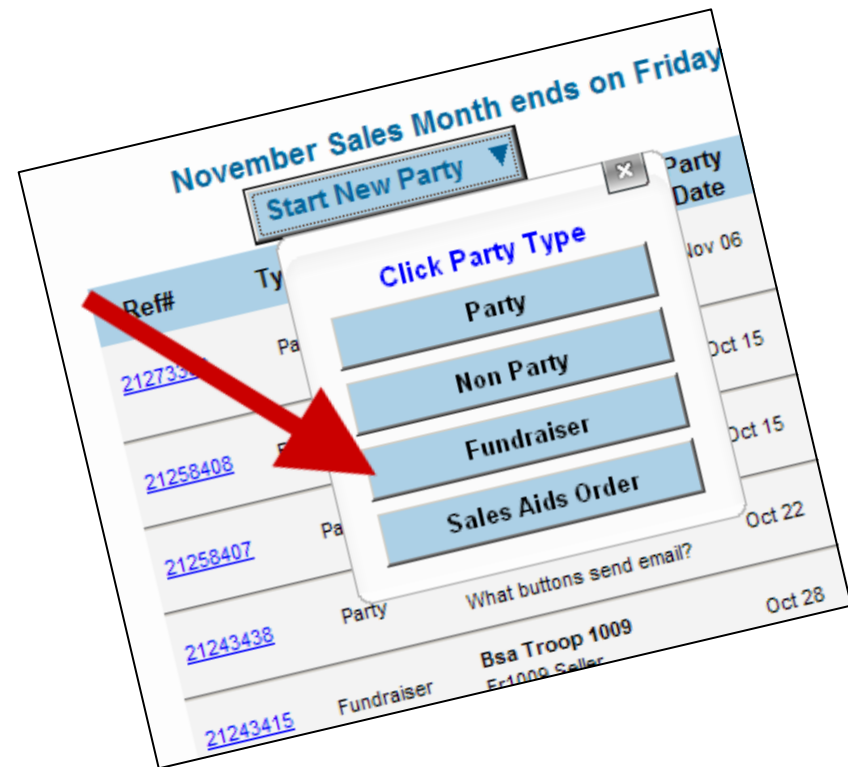 November Sales Month ends on Friday
Start New Party ▼
x
Party
Date
Ref#
Click Party Type
Nov 06
Party
Oct 15
Non Party
21258408
Oct 15
Fundraiser
21258407
Sales Aids Order
Oct 22
21243438 Party What buttons send email?
Oct 28
Bsa Troop 1009
21243415 Fundraiser Fr1009 Seller